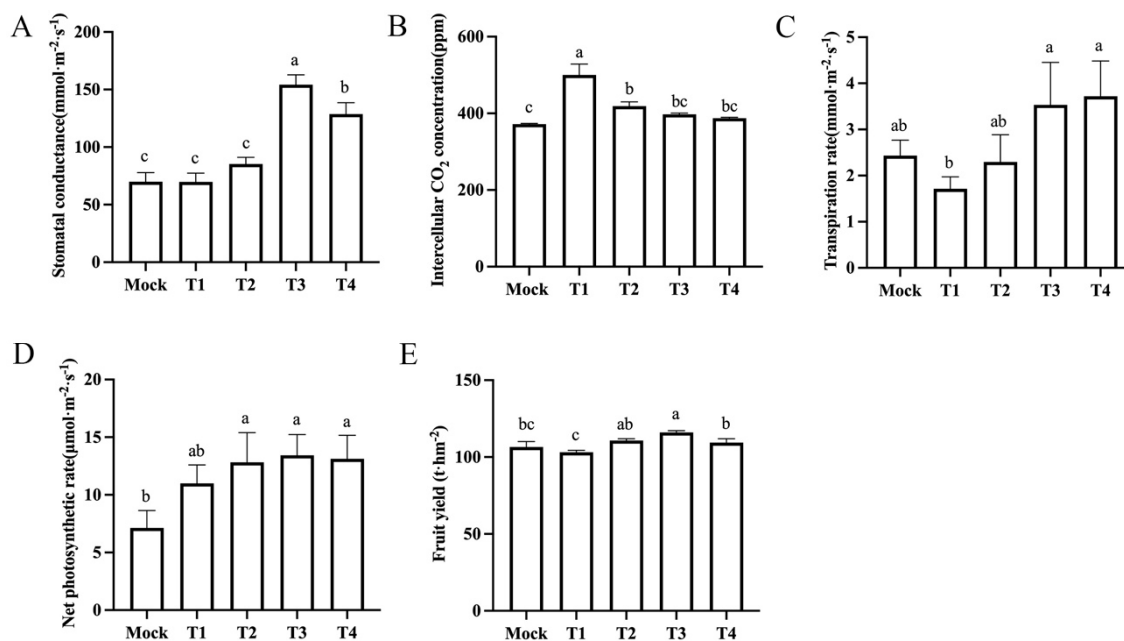 A
Stomatal conductance(mmol·m⁻²·s⁻¹)
200
150
100
50
0
c
c
c
a
b
Mock T1 T2 T3 T4
B
Intercellular CO₂ concentration(ppm)
600
400
200
0
c
a
b
bc
bc
Mock T1 T2 T3 T4
C
Transpiration rate(mmol·m⁻²·s⁻¹)
5
4
3
2
1
0
ab
b
ab
a
a
Mock T1 T2 T3 T4
D
Net photosynthetic rate(μmol·m⁻²·s⁻¹)
20
15
10
5
0
b
ab
a
a
a
Mock T1 T2 T3 T4
E
Fruit yield (t·hm⁻²)
150
100
50
0
bc
c
ab
a
b
Mock T1 T2 T3 T4